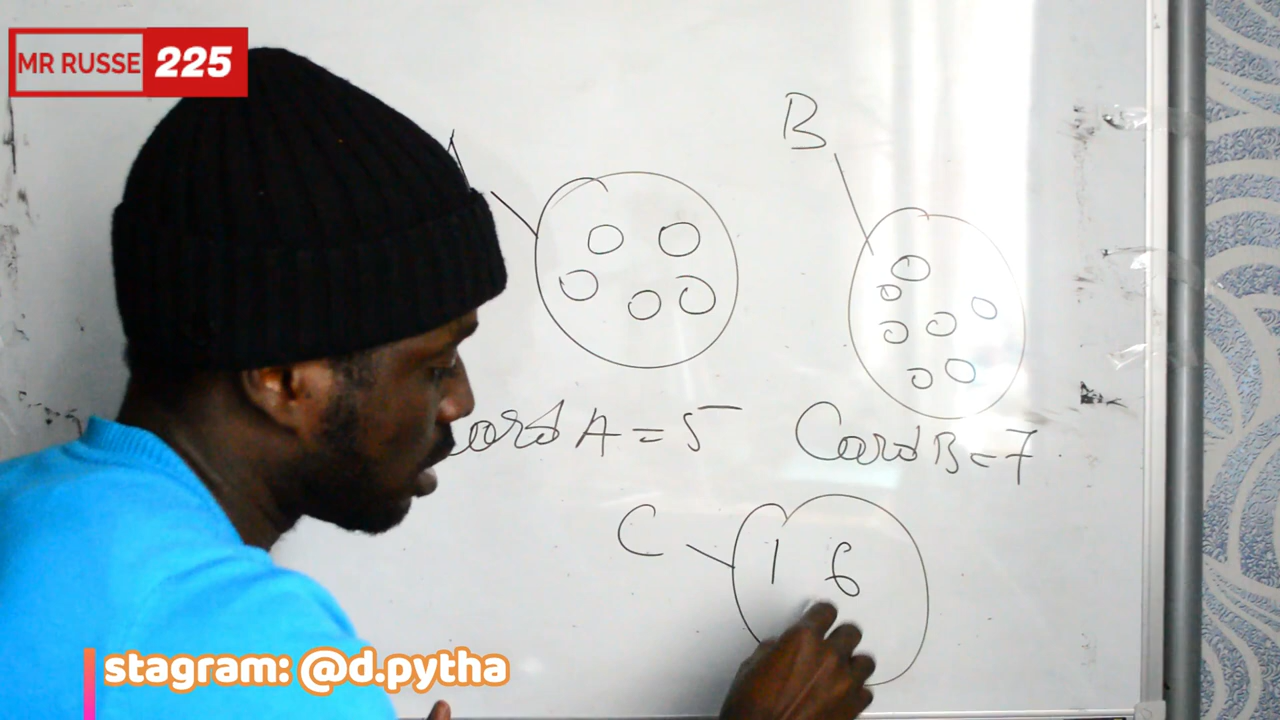 MR RUSSE 225
A
B
Card A = 5
Card B = 7
C
1 6
stagram: @d.pytha